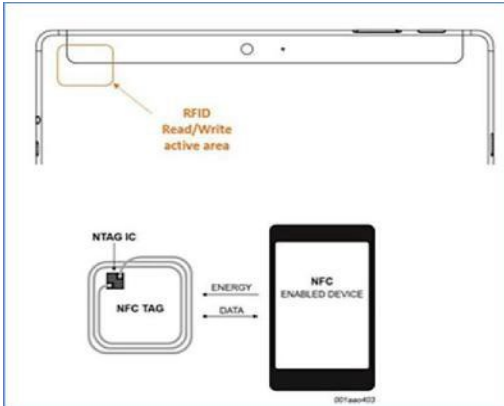 RFID
Read/Write
active area
NTAG IC
NFC TAG
ENERGY
DATA
NFC
ENABLED DEVICE
001aao403